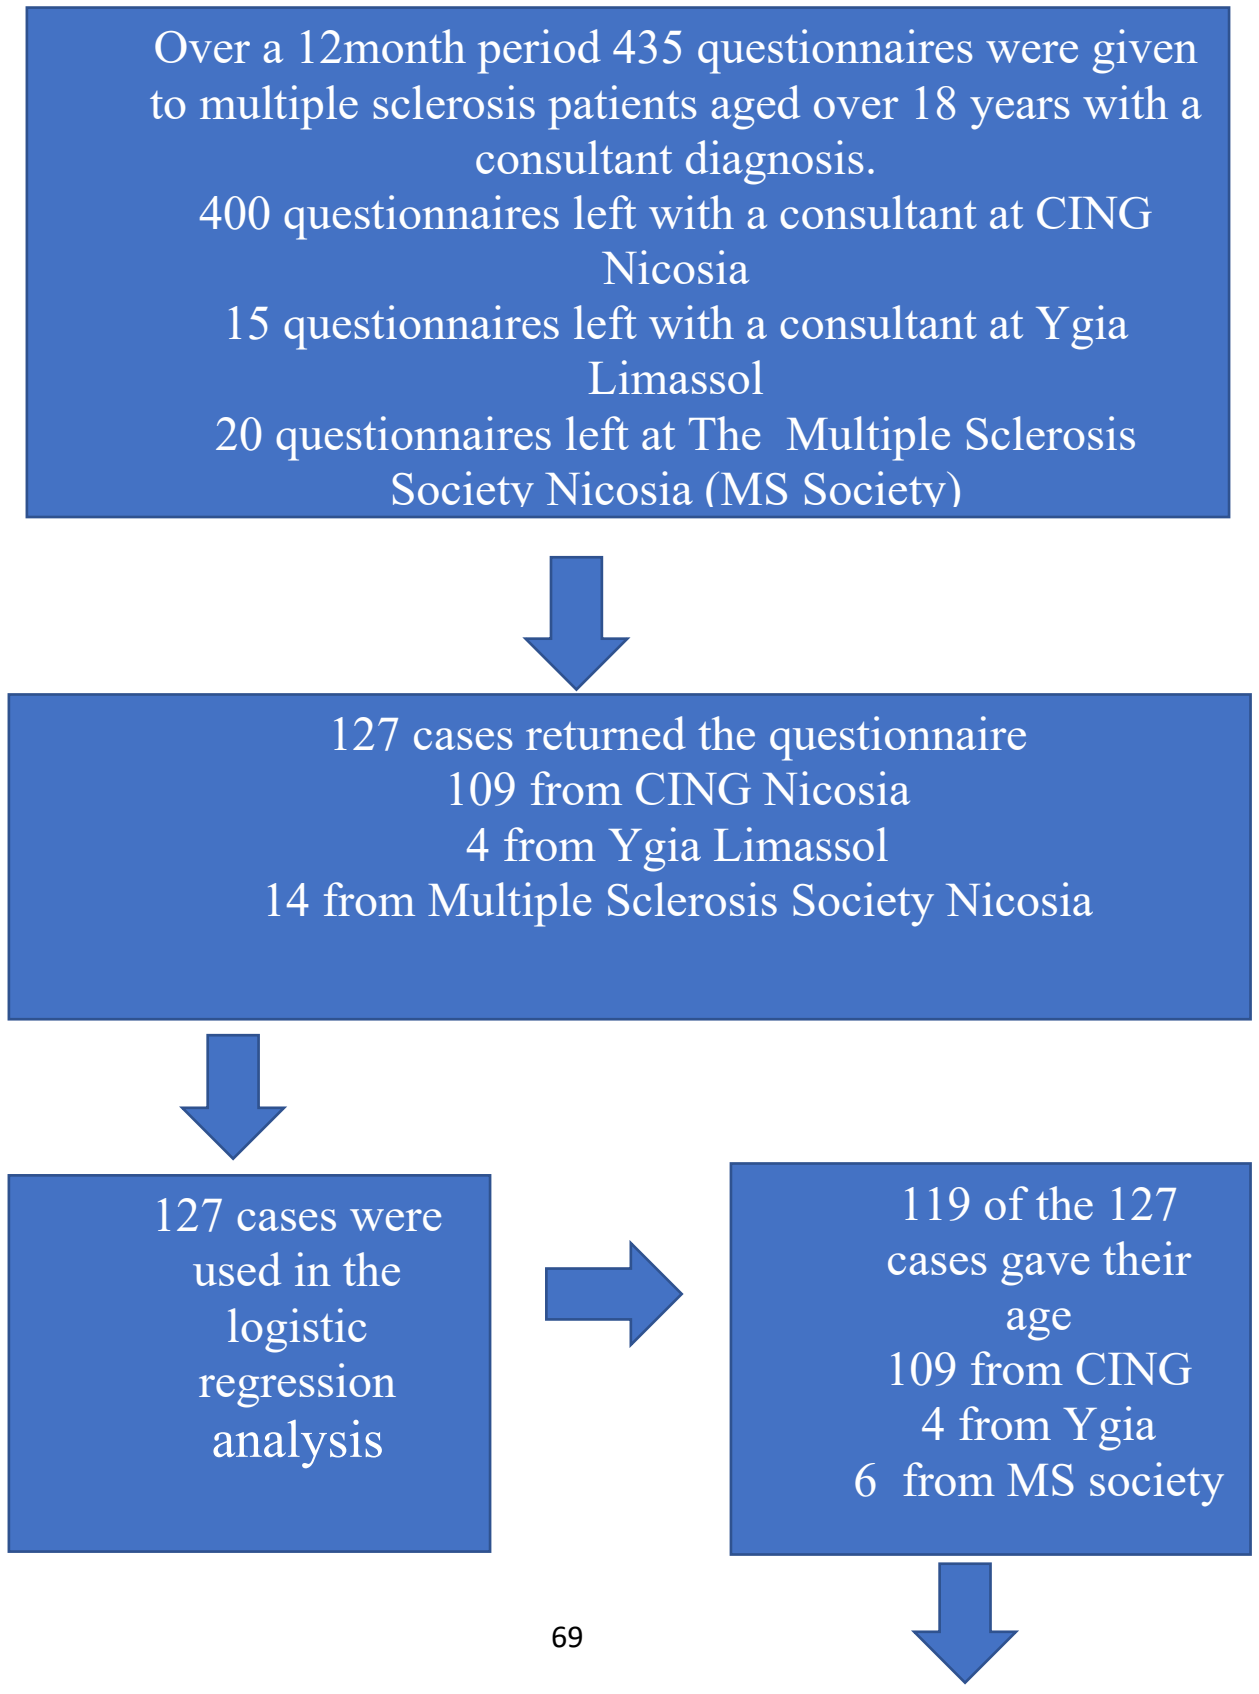 Over a 12month period 435 questionnaires were given
to multiple sclerosis patients aged over 18 years with a
consultant diagnosis.
400 questionnaires left with a consultant at CING
Nicosia
15 questionnaires left with a consultant at Ygia
Limassol
20 questionnaires left at The  Multiple Sclerosis
Society Nicosia (MS Society)
127 cases returned the questionnaire
109 from CING Nicosia
4 from Ygia Limassol
14 from Multiple Sclerosis Society Nicosia
127 cases were
used in the
logistic
regression
analysis
119 of the 127
cases gave their
age
109 from CING
4 from Ygia
6  from MS society
69